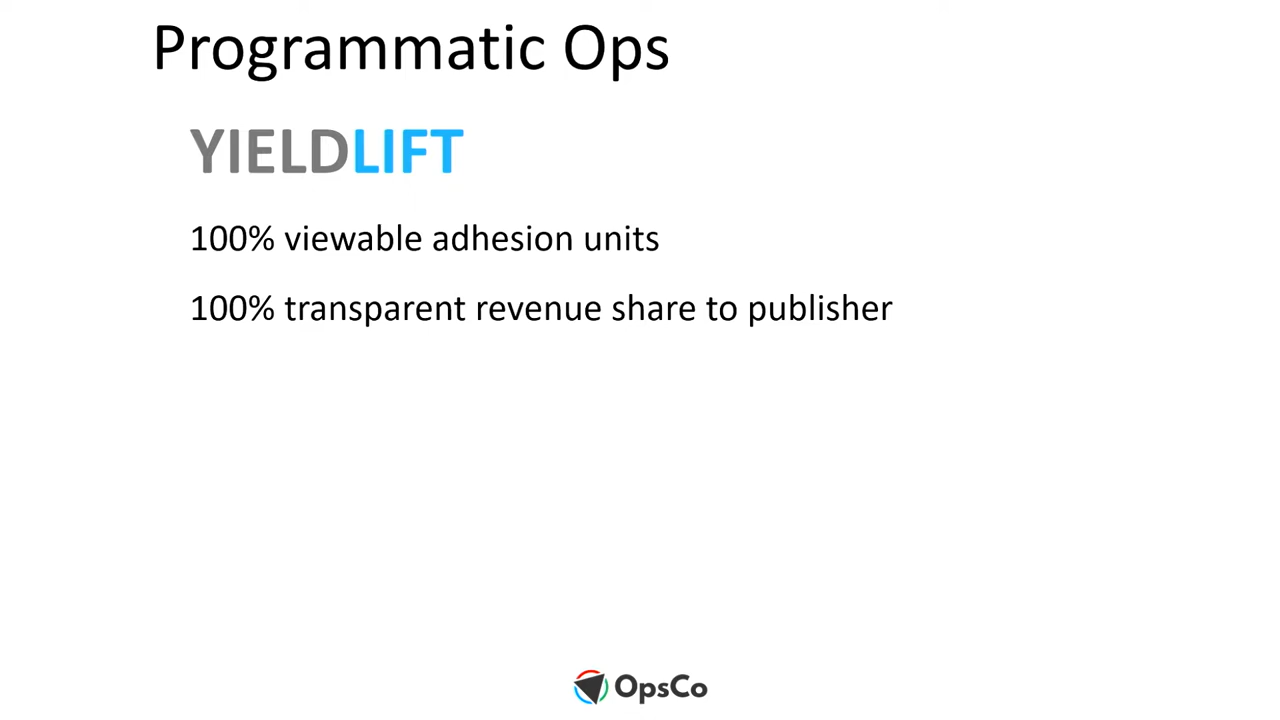 Programmatic Ops
YIELDLIFT
100% viewable adhesion units
100% transparent revenue share to publisher
OpsCo